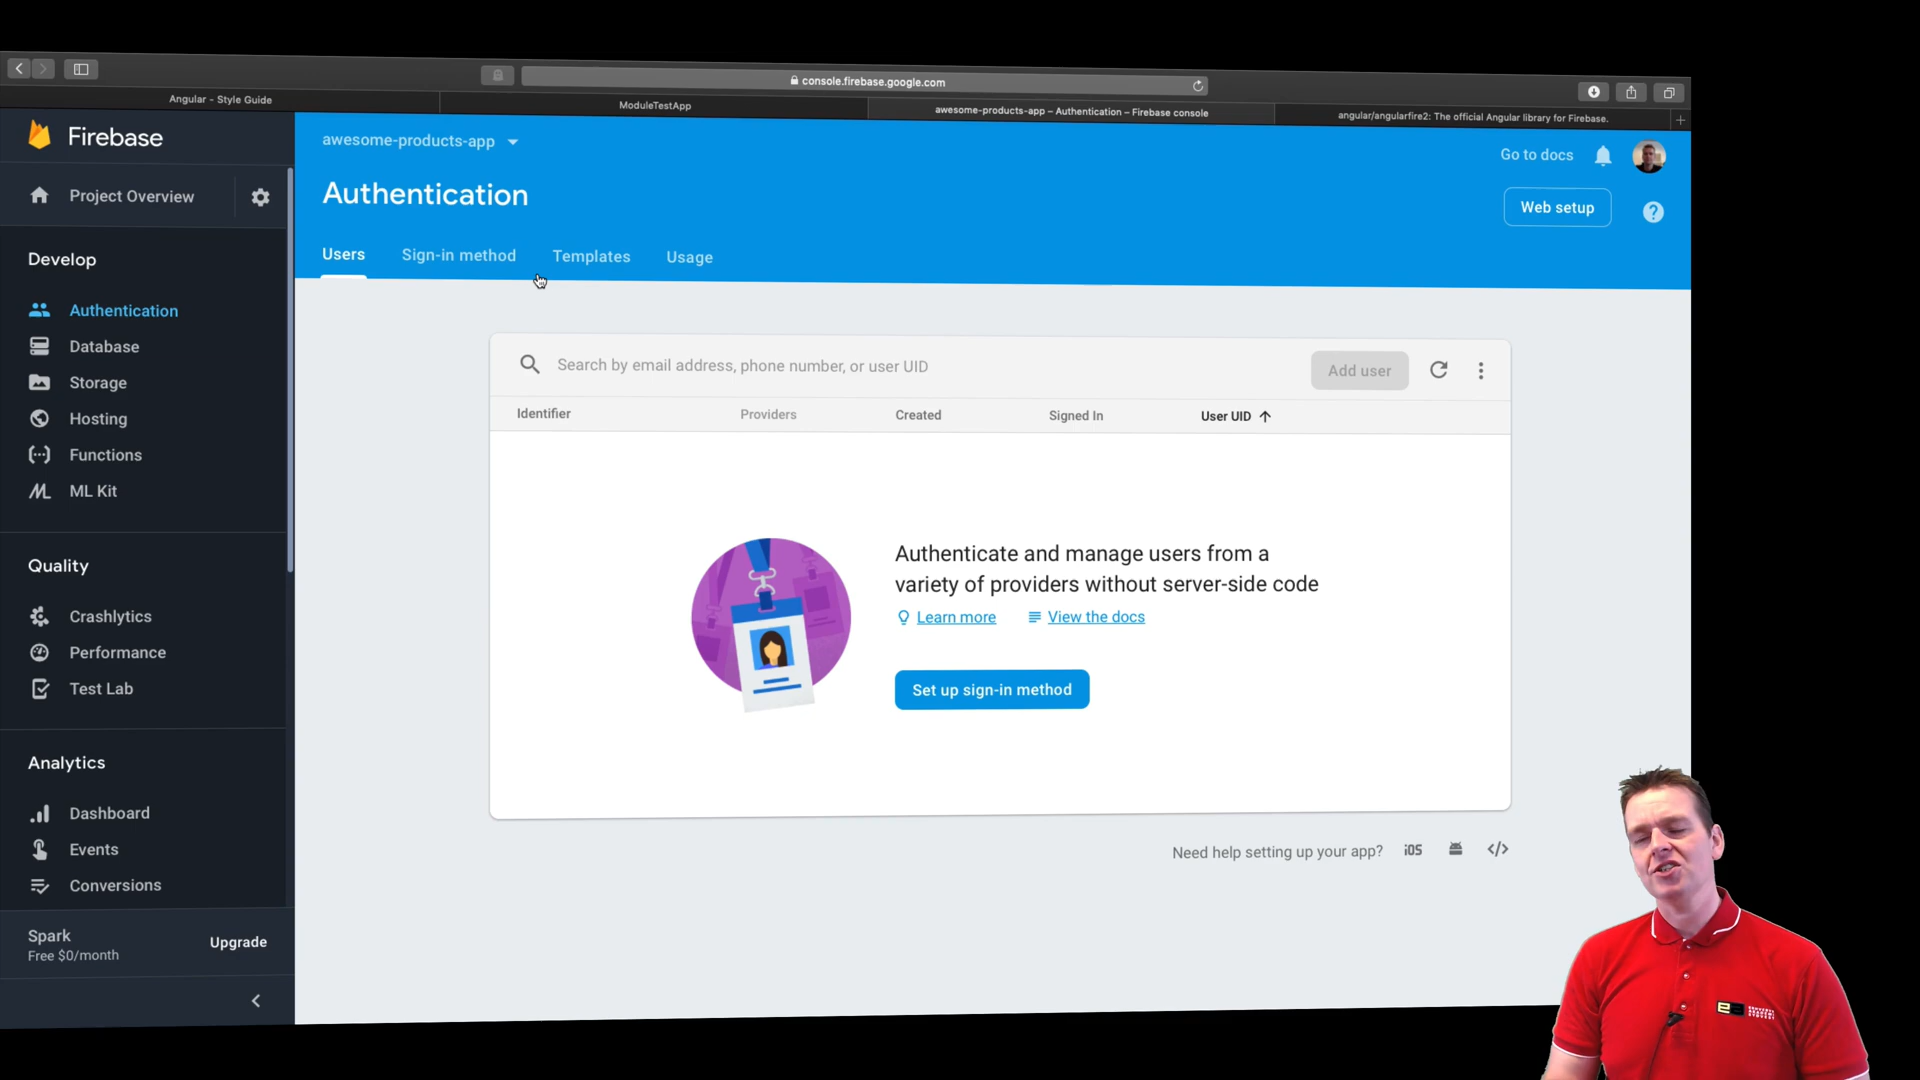 console.firebase.google.com
Angular - Style Guide
ModuleTestApp
awesome-products-app – Authentication – Firebase console
angular/angularfire2: The official Angular library for Firebase.
Firebase
awesome-products-app
Go to docs
Project Overview
Authentication
Web setup
Develop
Users
Sign-in method
Templates
Usage
Authentication
Database
Storage
Hosting
Functions
ML Kit
Search by email address, phone number, or user UID
Add user
Identifier
Providers
Created
Signed In
User UID
Authenticate and manage users from a
variety of providers without server-side code
Learn more
View the docs
Set up sign-in method
Quality
Crashlytics
Performance
Test Lab
Analytics
Dashboard
Events
Conversions
Need help setting up your app?
iOS
</>
Spark
Free $0/month
Upgrade